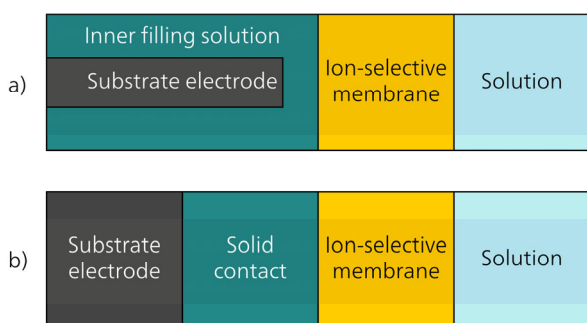 a)
Inner filling solution
Substrate electrode
Ion-selective
membrane
Solution
b)
Substrate
electrode
Solid
contact
Ion-selective
membrane
Solution